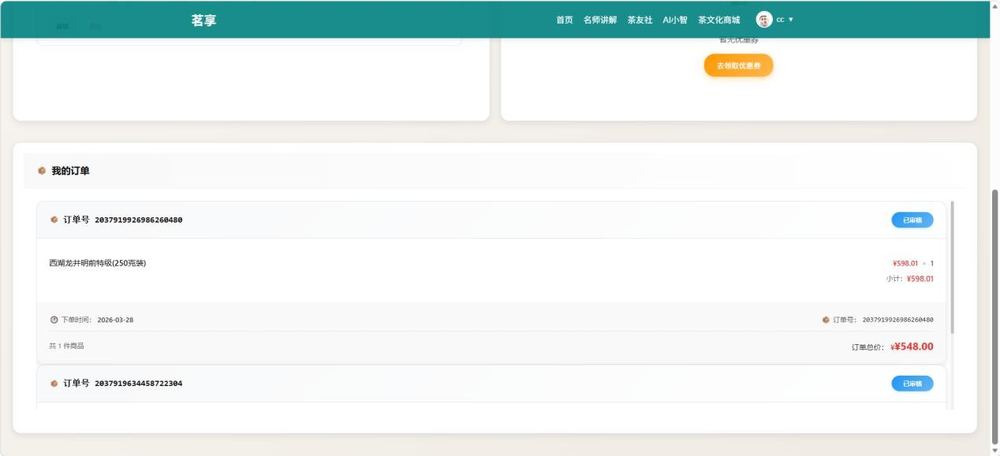 茗享
首页 名师讲解 茶友社 AI小智 茶文化商城 cc ▼
暂无优惠券
去领取优惠券
我的订单
订单号 2037919926986260480 已审核
西湖龙井明前特级(250克装) ¥598.01 × 1
小计: ¥598.01
下单时间: 2026-03-28 订单号: 2037919926986260480
共 1 件商品 订单总价: ¥¥548.00
订单号 2037919634458722304 已审核